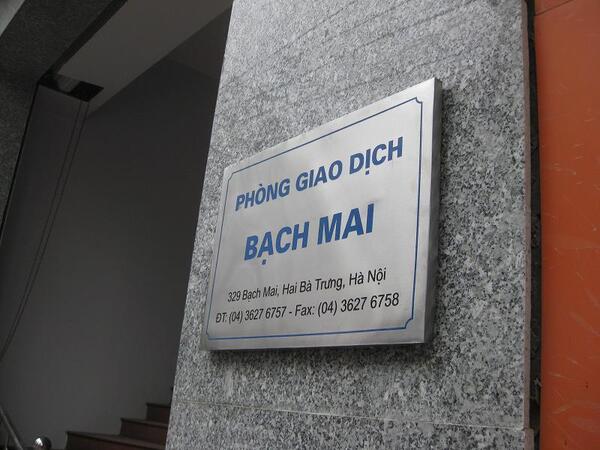 PHÒNG GIAO DỊCH
BẠCH MAI
329 Bạch Mai, Hai Bà Trưng, Hà Nội
ĐT: (04) 3627 6757 - Fax: (04) 3627 6758